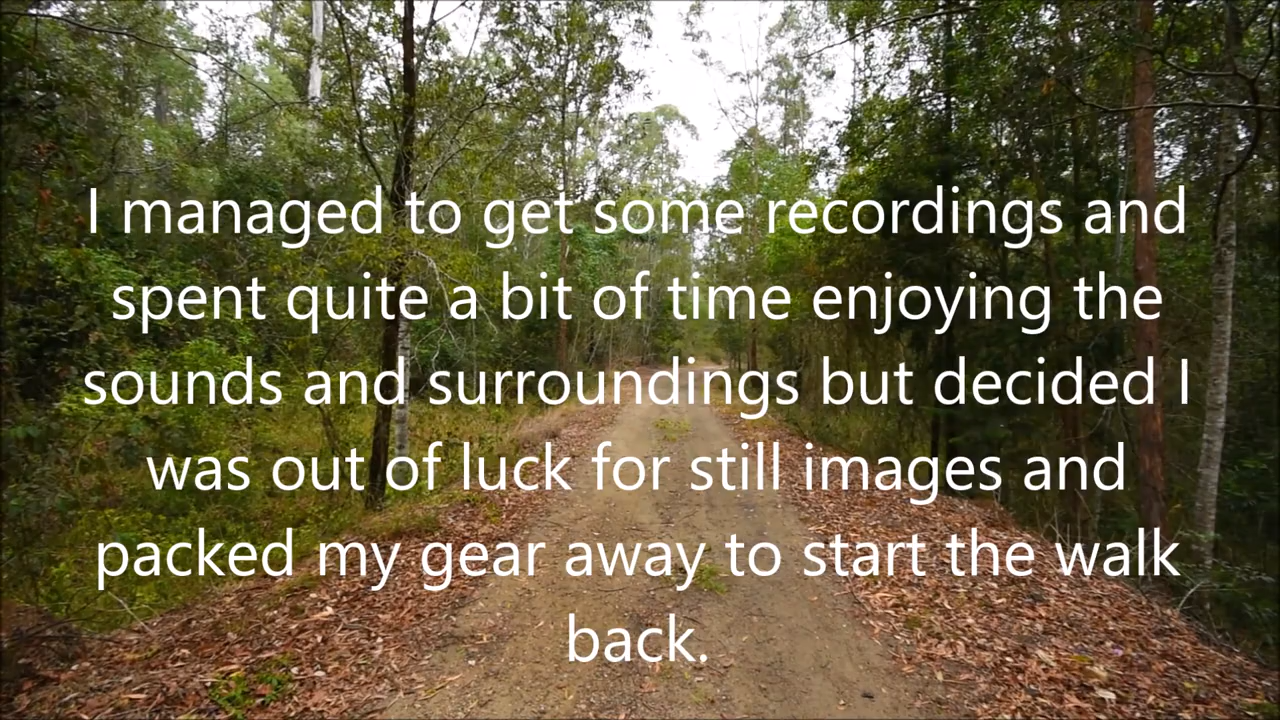 I managed to get some recordings and
spent quite a bit of time enjoying the
sounds and surroundings but decided I
was out of luck for still images and
packed my gear away to start the walk
back.